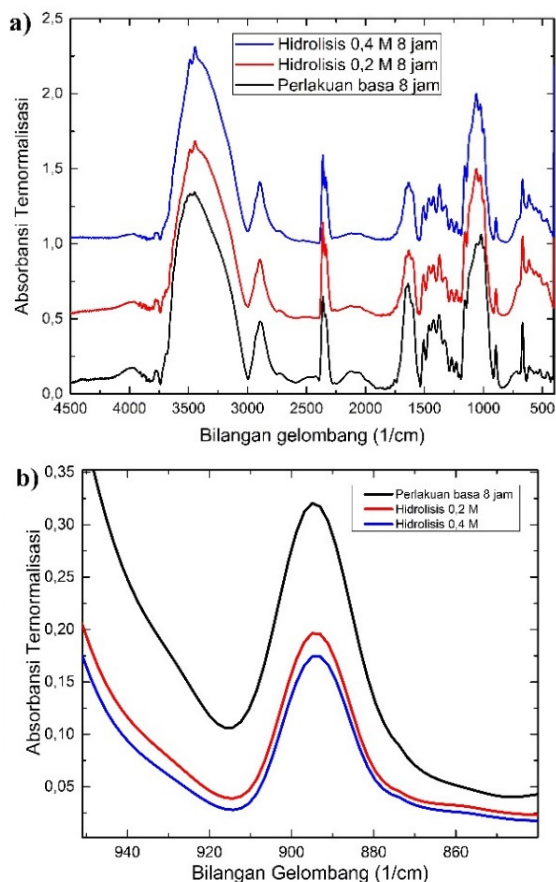 a)
2,5
2,0
1,5
1,0
0,5
0,0
Absorbansi Ternormalisasi
Hidrolisis 0,4 M 8 jam
Hidrolisis 0,2 M 8 jam
Perlakuan basa 8 jam
4500 4000 3500 3000 2500 2000 1500 1000 500
Bilangan gelombang (1/cm)
b)
0,35
0,30
0,25
0,20
0,15
0,10
0,05
Absorbansi Ternormalisasi
Perlakuan basa 8 jam
Hidrolisis 0,2 M
Hidrolisis 0,4 M
940 920 900 880 860
Bilangan Gelombang (1/cm)